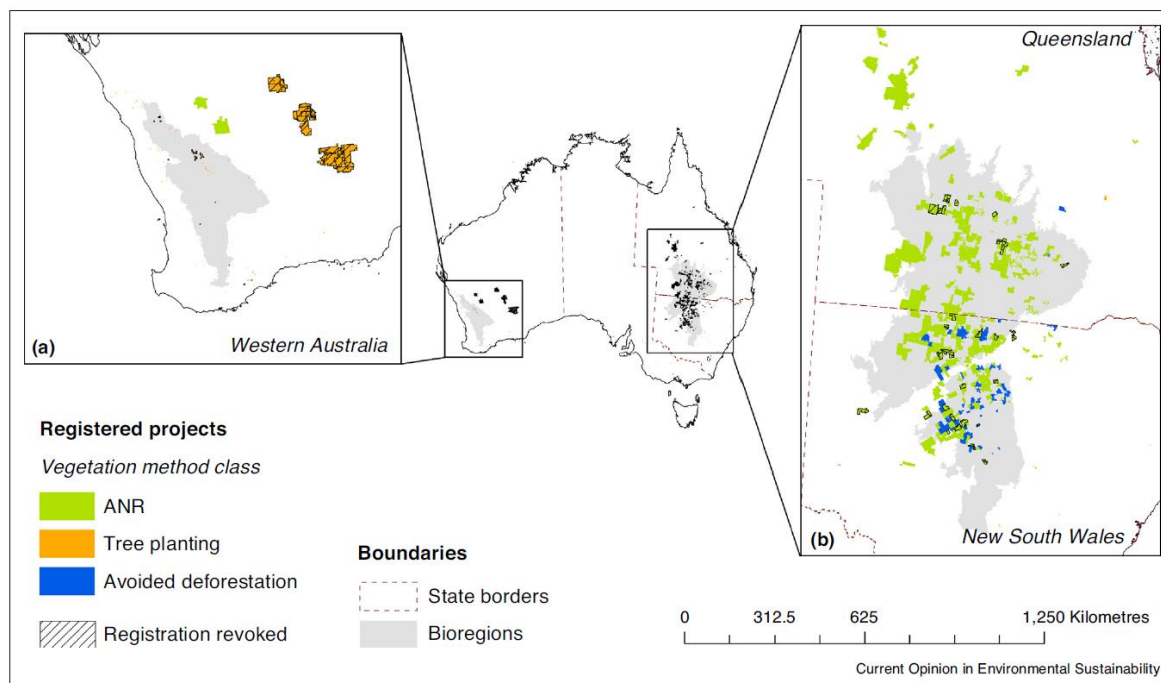 Queensland
(a)
Western Australia
(b)
New South Wales
Registered projects
Vegetation method class
ANR
Tree planting
Avoided deforestation
Registration revoked
Boundaries
State borders
Bioregions
0 312.5 625 1,250 Kilometres
Current Opinion in Environmental Sustainability